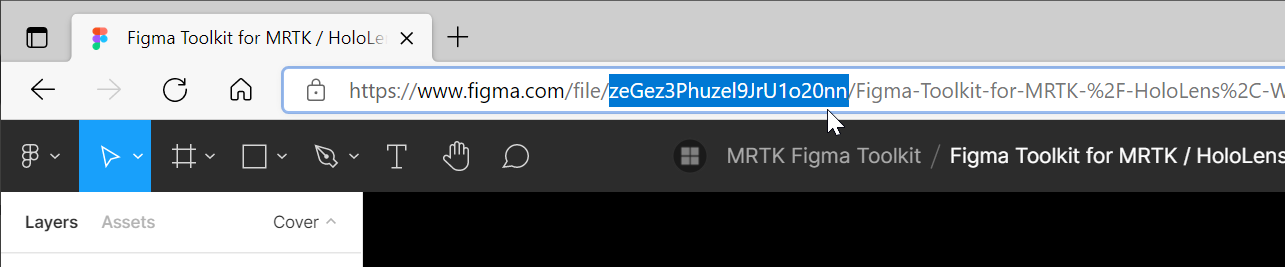 Figma Toolkit for MRTK / HoloLe
https://www.figma.com/file/zeGez3Phuzel9JrU1o20nn/Figma-Toolkit-for-MRTK-%2F-HoloLens%2C-W
MRTK Figma Toolkit / Figma Toolkit for MRTK / HoloLens
Layers Assets Cover